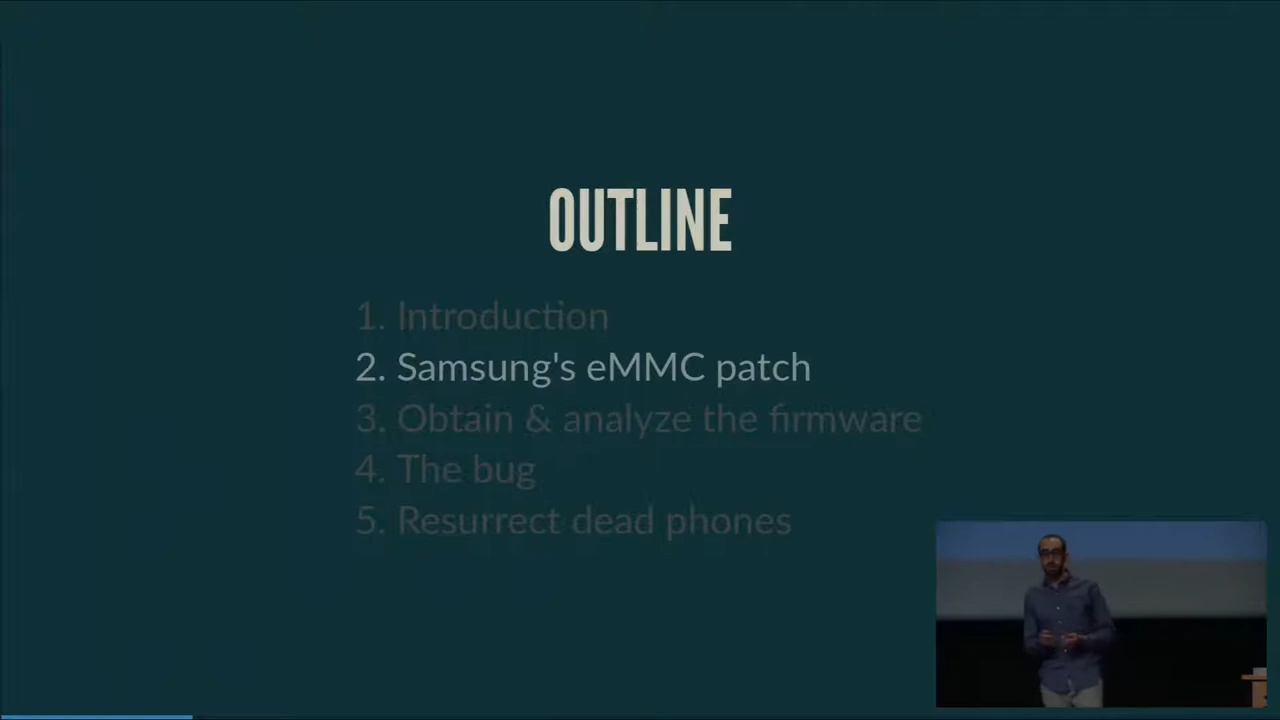 OUTLINE
1. Introduction
2. Samsung's eMMC patch
3. Obtain & analyze the firmware
4. The bug
5. Resurrect dead phones